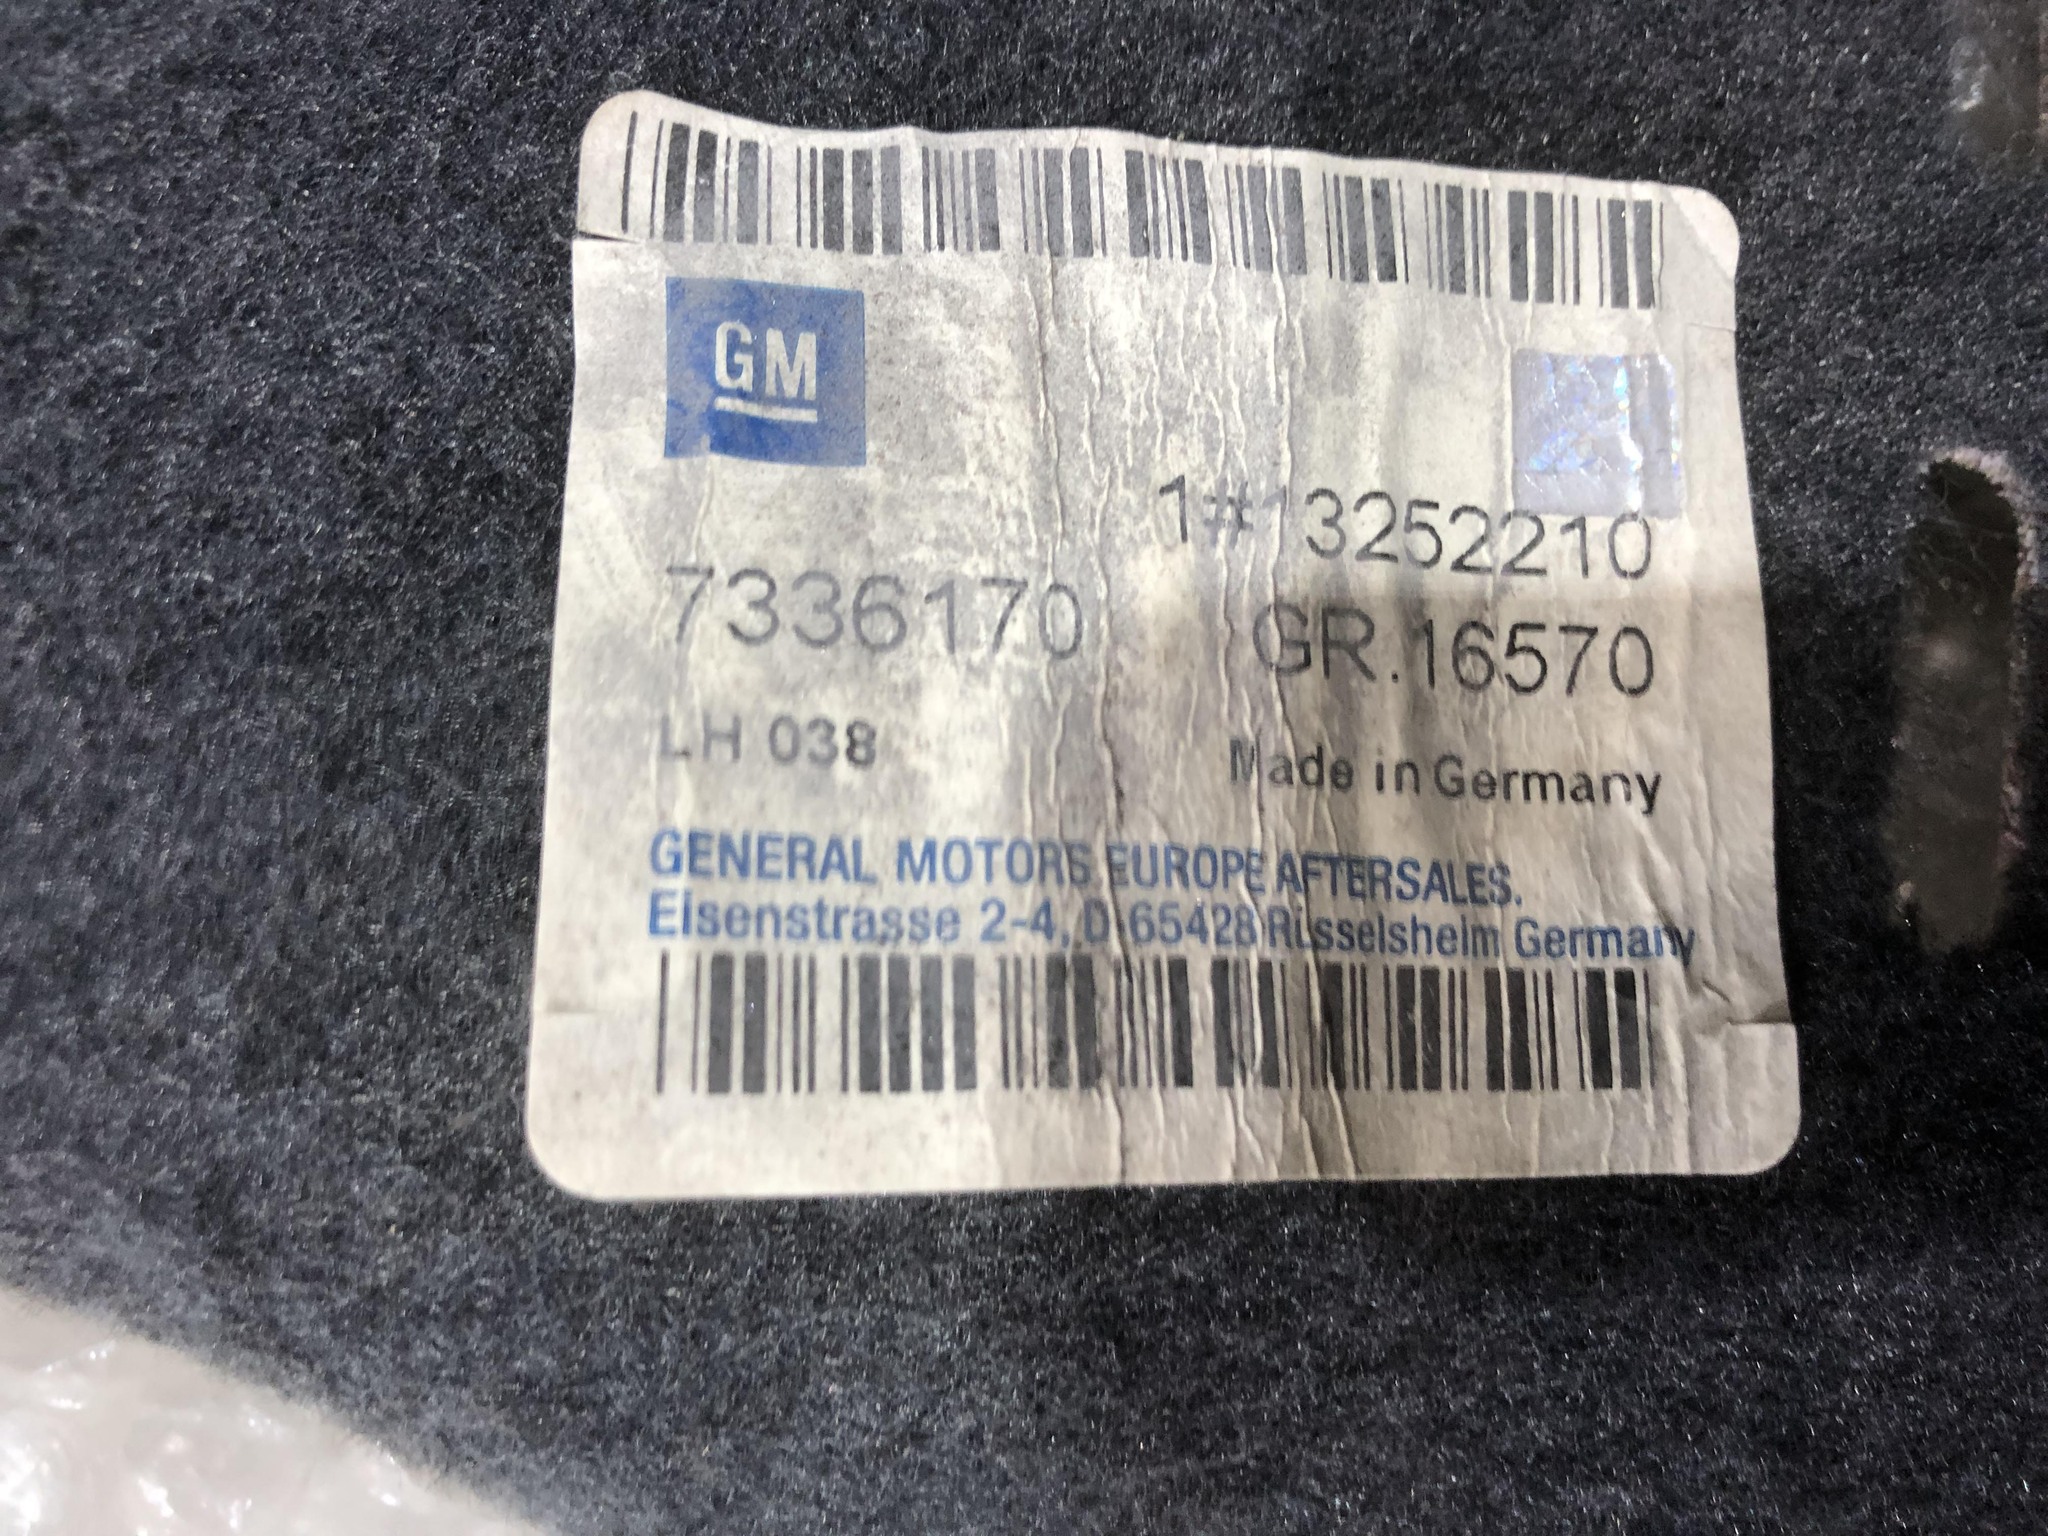 GM
1#13252210
7336170 GR.16570
LH 038 Made in Germany
GENERAL MOTORS EUROPE AFTERSALES.
Eisenstrasse 2-4, D-65428 Risselsheim Germany